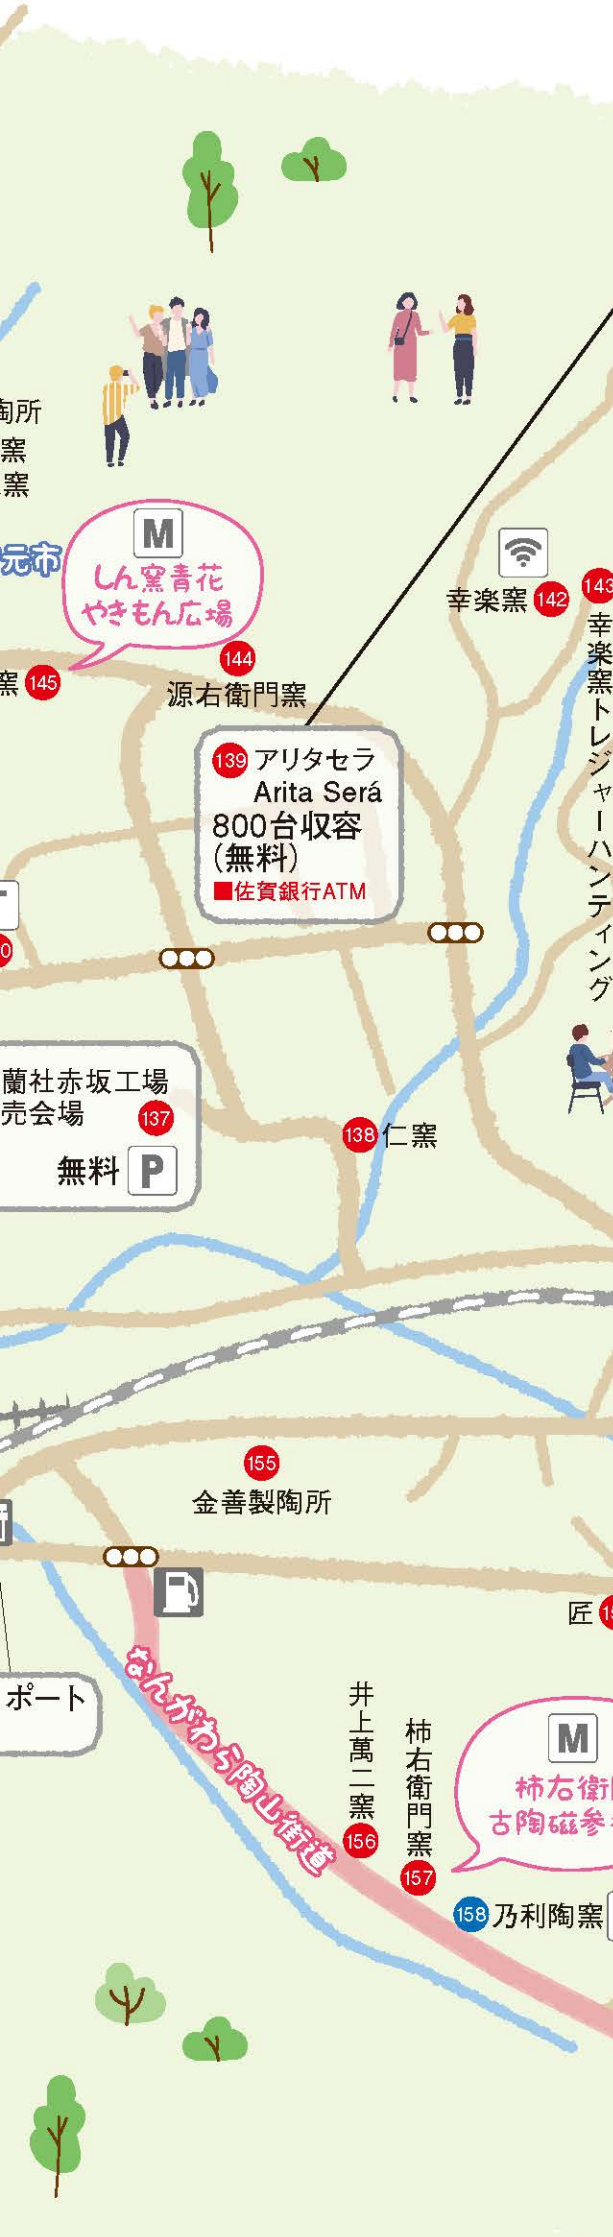 陶所
窯
窯
元市
M
しん窯青花
やきもん広場
幸楽窯 142
143
幸楽窯トレジャーハンティング
144
源右衛門窯
窯 145
139 アリタセラ
Arita Será
800台収容
(無料)
■佐賀銀行ATM
0
蘭社赤坂工場
売会場 137
無料 P
138 仁窯
155
金善製陶所
匠
ポート
なんがわら陶山街道
井上萬二窯
156
柿右衛門窯
157
M
柿右衛
古陶磁参
158 乃利陶窯